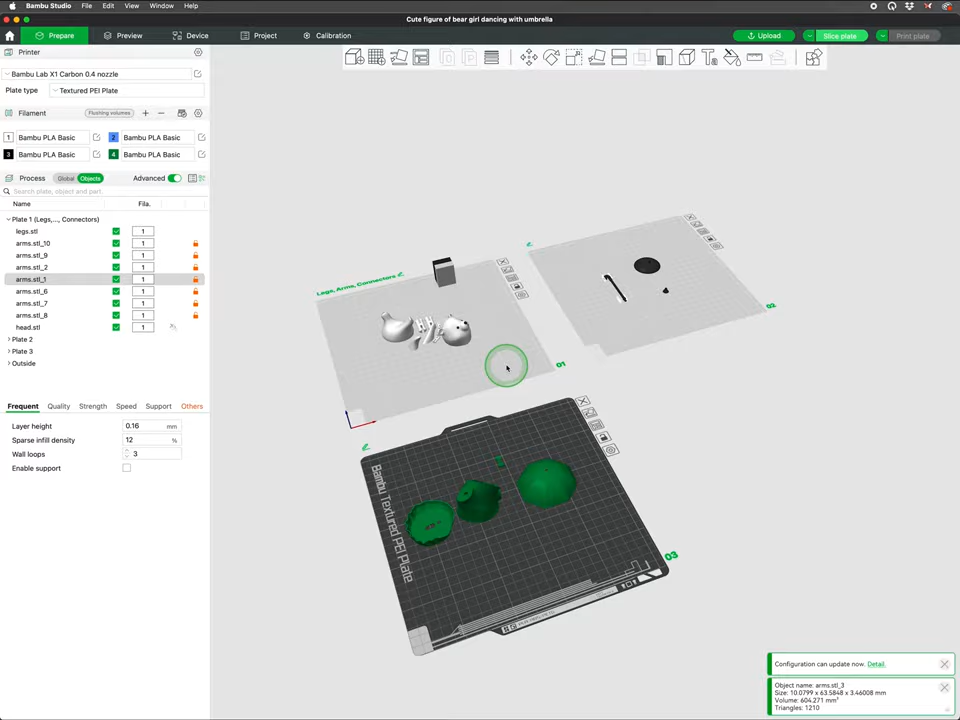 Bambu Studio File Edit View Window Help
Cute figure of bear girl dancing with umbrella
Prepare Preview Device Project Calibration Upload Slice plate Print plate
Printer
Bambu Lab X1 Carbon 0.4 nozzle
Plate type Textured PEI Plate
Filament Flushing volumes
1 Bambu PLA Basic 2 Bambu PLA Basic
3 Bambu PLA Basic 4 Bambu PLA Basic
Process Global Objects Advanced
Search plate, object and part.
Name Fila.
Plate 1 (Legs,..., Connectors)
legs.stl 1
arms.stl_10 1
arms.stl_9 1
arms.stl_2 1
arms.stl_1 1
arms.stl_6 1
arms.stl_7 1
arms.stl_8 1
head.stl 1
Plate 2
Plate 3
Outside
Frequent Quality Strength Speed Support Others
Layer height 0.16 mm
Sparse infill density 12 %
Wall loops 3
Enable support
Legs, Arms, Connectors
01
02
Bambu Textured PEI Plate
03
Configuration can update now. Detail.
Object name: arms.stl_3
Size: 10.0799 x 63.5848 x 3.46008 mm
Volume: 604.271 mm³
Triangles: 1210